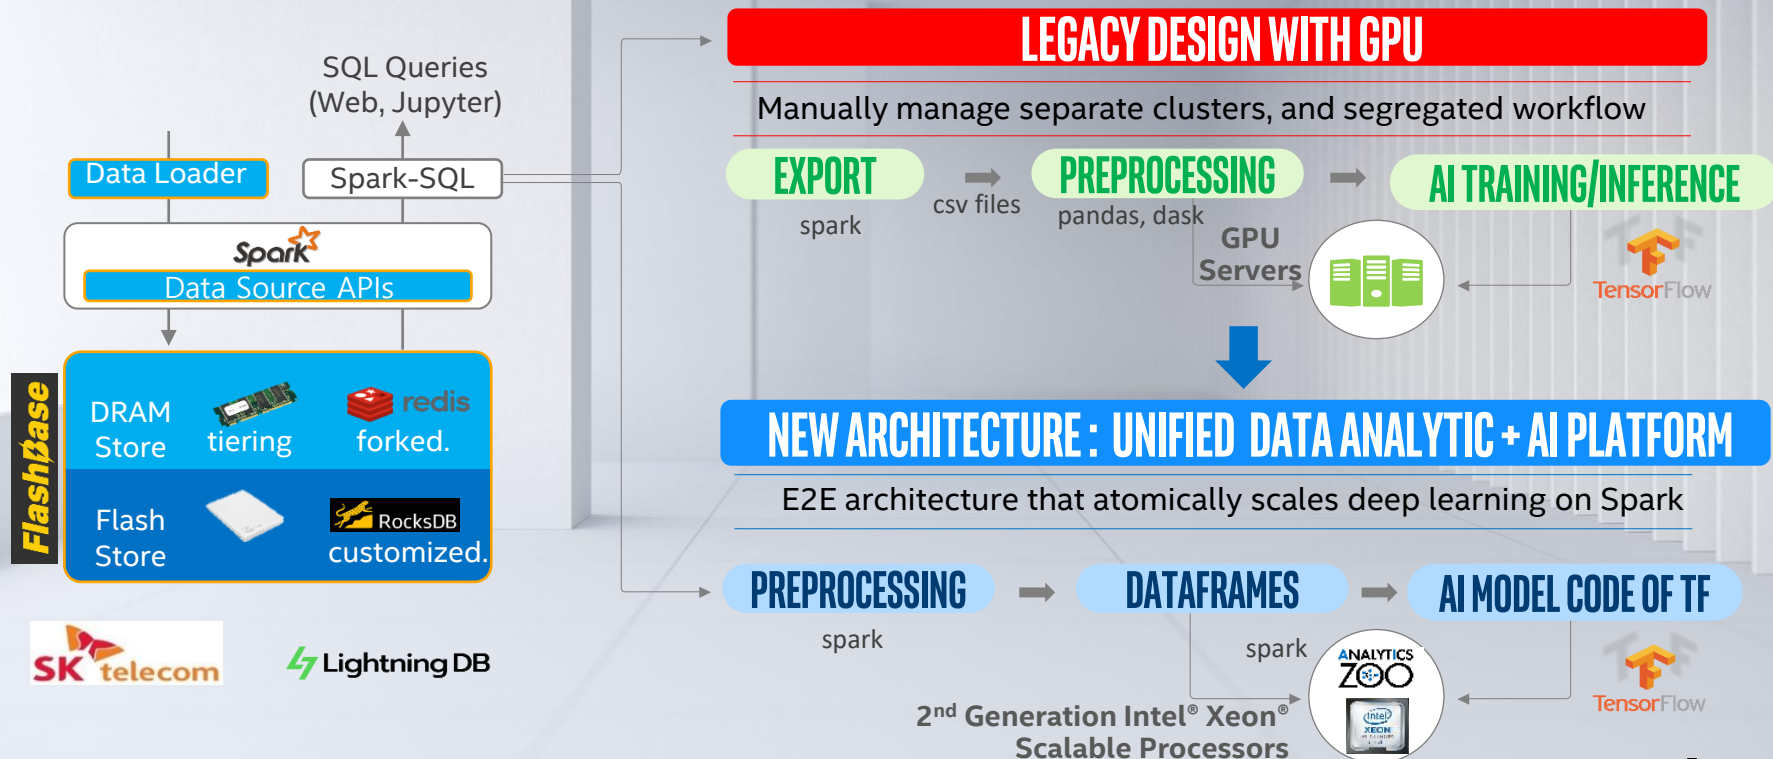 SQL Queries
(Web, Jupyter)
Data Loader
Spark-SQL
Spark
Data Source APIs
FlashBase
DRAM
Store
tiering
redis
forked.
Flash
Store
RocksDB
customized.
SK telecom
Lightning DB
LEGACY DESIGN WITH GPU
Manually manage separate clusters, and segregated workflow
EXPORT
spark
csv files
PREPROCESSING
pandas, dask
AI TRAINING/INFERENCE
GPU
Servers
TensorFlow
NEW ARCHITECTURE : UNIFIED DATA ANALYTIC + AI PLATFORM
E2E architecture that atomically scales deep learning on Spark
PREPROCESSING
spark
DATAFRAMES
spark
AI MODEL CODE OF TF
ANALYTICS
ZOO
intel
XEON
TensorFlow
2nd Generation Intel® Xeon®
Scalable Processors